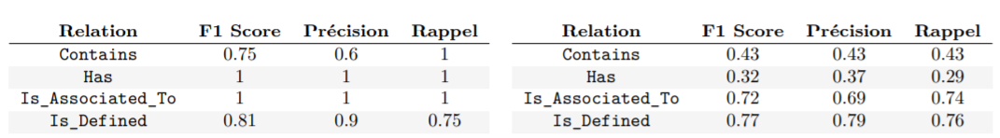 Relation F1 Score Précision Rappel
Contains 0.75 0.6 1
Has 1 1 1
Is_Associated_To 1 1 1
Is_Defined 0.81 0.9 0.75
Relation F1 Score Précision Rappel
Contains 0.43 0.43 0.43
Has 0.32 0.37 0.29
Is_Associated_To 0.72 0.69 0.74
Is_Defined 0.77 0.79 0.76